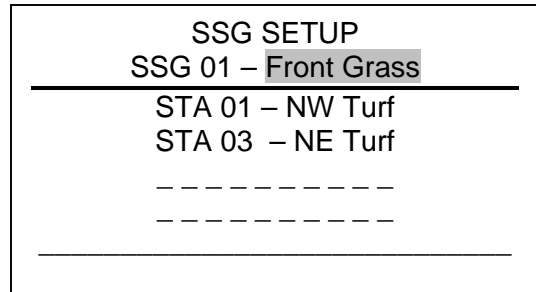 SSG SETUP
SSG 01 – Front Grass
STA 01 – NW Turf
STA 03 – NE Turf
_ _ _ _ _ _ _ _ _ _
_ _ _ _ _ _ _ _ _ _